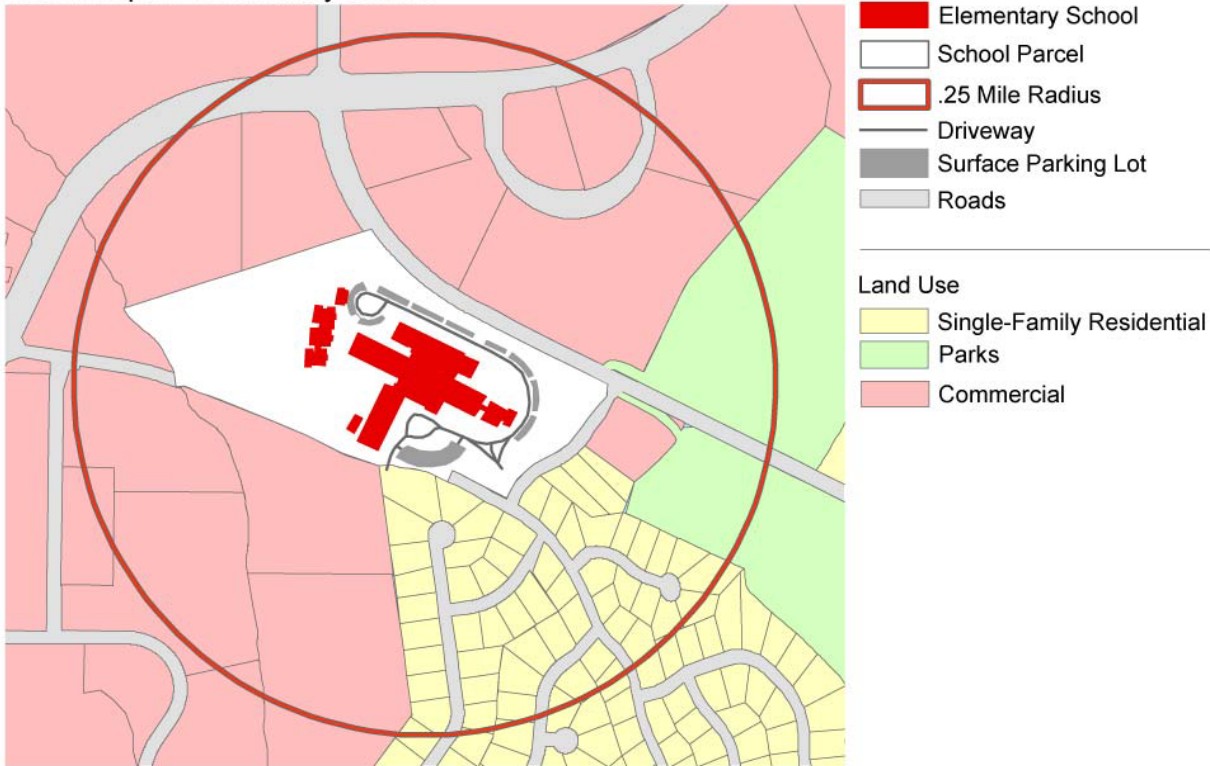 Elementary School
School Parcel
.25 Mile Radius
Driveway
Surface Parking Lot
Roads
Land Use
Single-Family Residential
Parks
Commercial